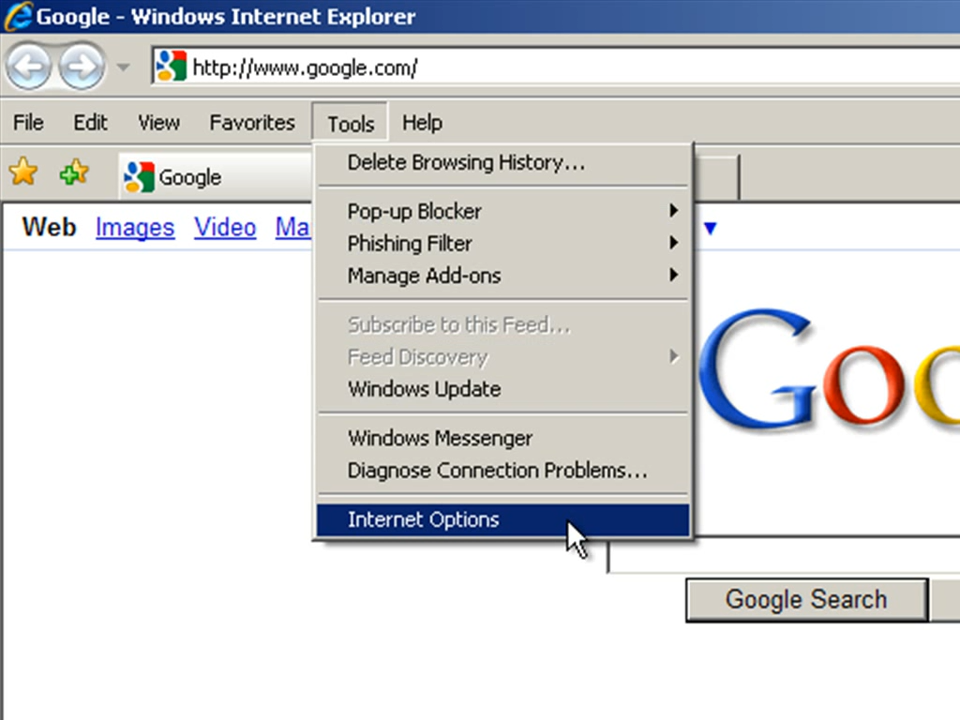 Google - Windows Internet Explorer
http://www.google.com/
File Edit View Favorites Tools Help
Google
Delete Browsing History...
Web Images Video
Pop-up Blocker
Phishing Filter
Manage Add-ons
Subscribe to this Feed...
Feed Discovery
Windows Update
Windows Messenger
Diagnose Connection Problems...
Internet Options
Goo
Google Search